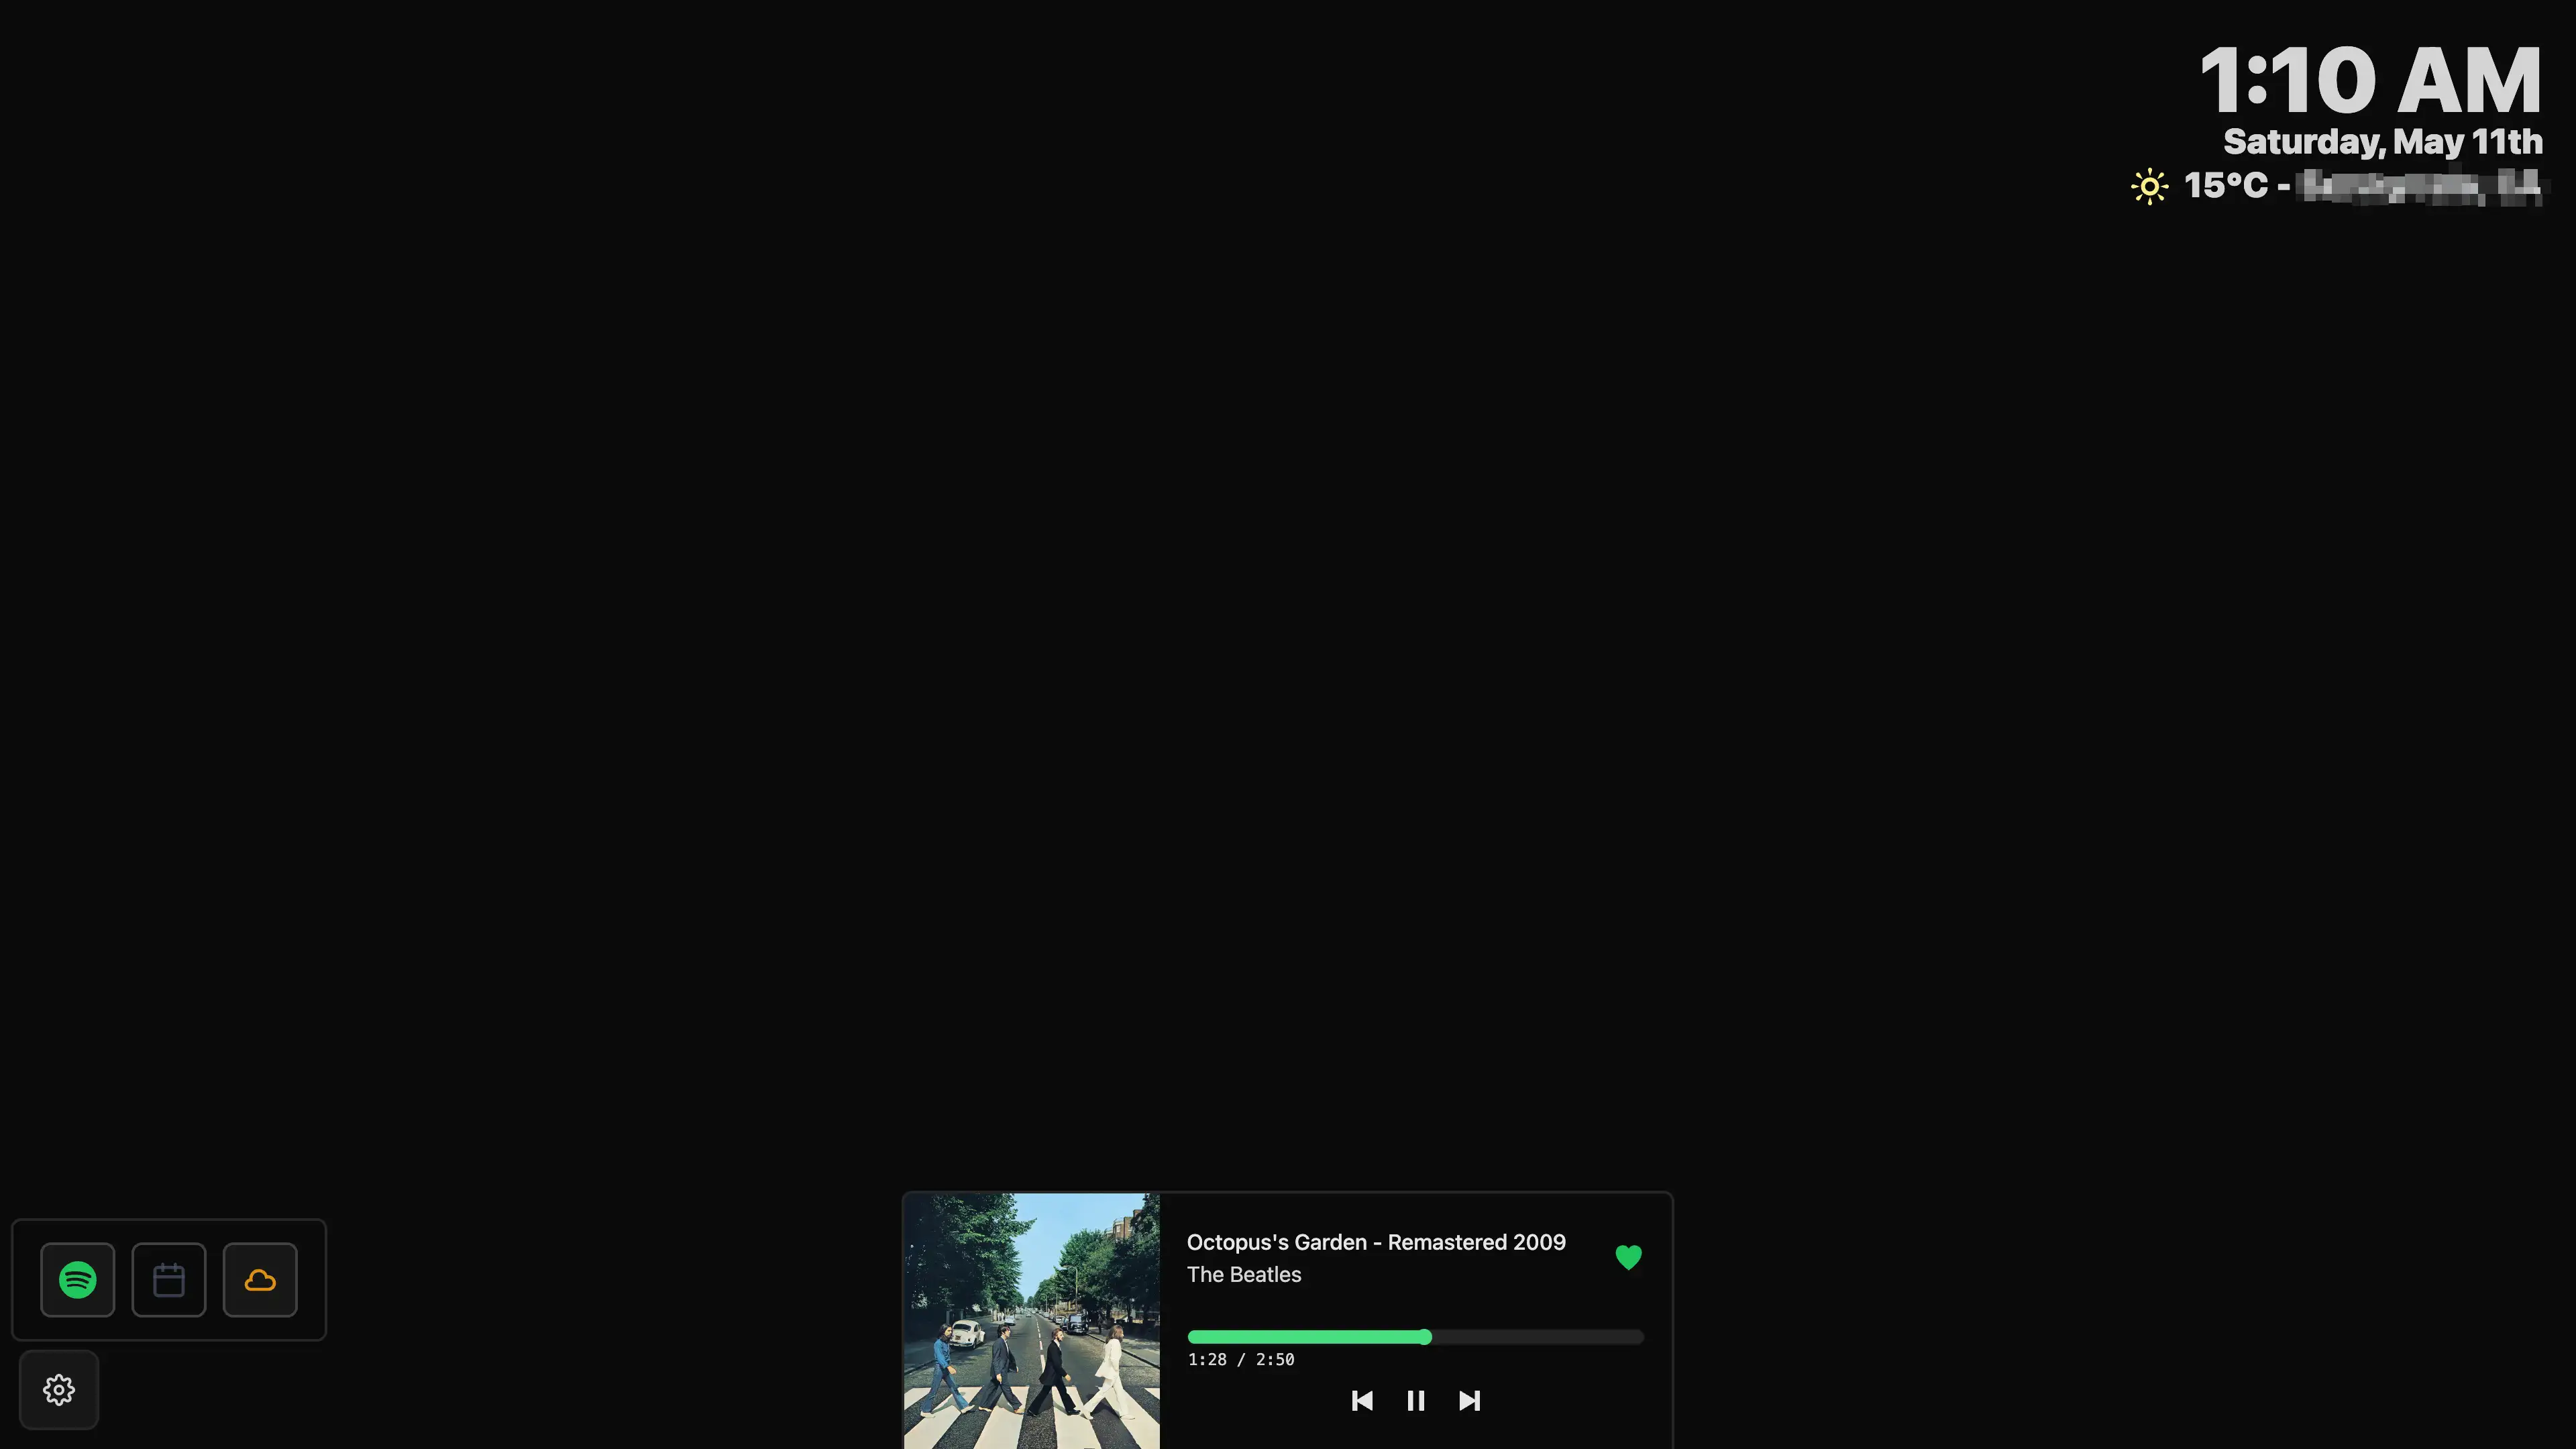 1:10 AM
Saturday, May 11th
15°C -
Octopus's Garden - Remastered 2009
The Beatles
1:28 / 2:50